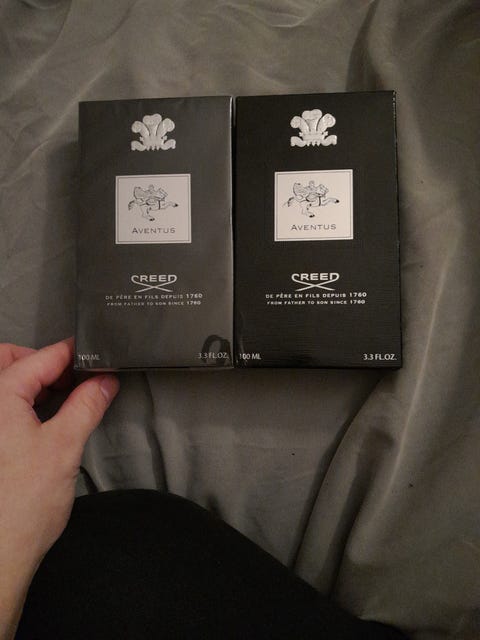 AVENTUS
CREED
DE PÈRE EN FILS DEPUIS 1760
FROM FATHER TO SON SINCE 1760
100 ML 3.3 FL.OZ.
AVENTUS
CREED
DE PÈRE EN FILS DEPUIS 1760
FROM FATHER TO SON SINCE 1760
100 ML 3.3 FL.OZ.